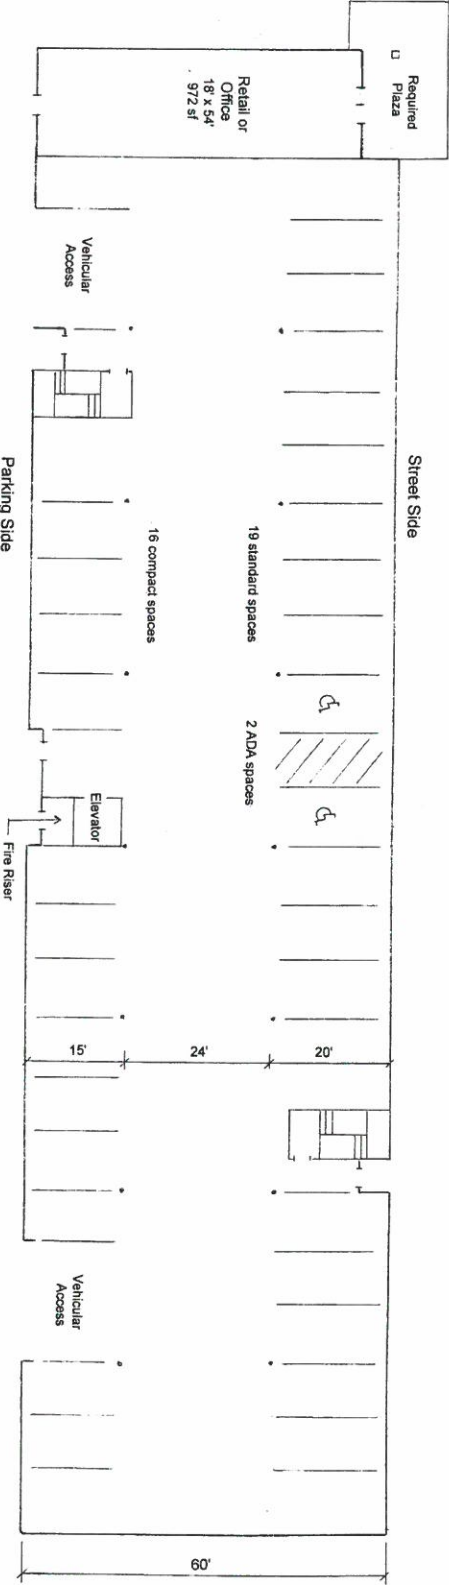 Required
Plaza
Retail or
Office
18' x 54'
972 sf
Street Side
Vehicular
Access
19 standard spaces
2 ADA spaces
16 compact spaces
Parking Side
Elevator
Fire Riser
15'
24'
20'
Vehicular
Access
60'